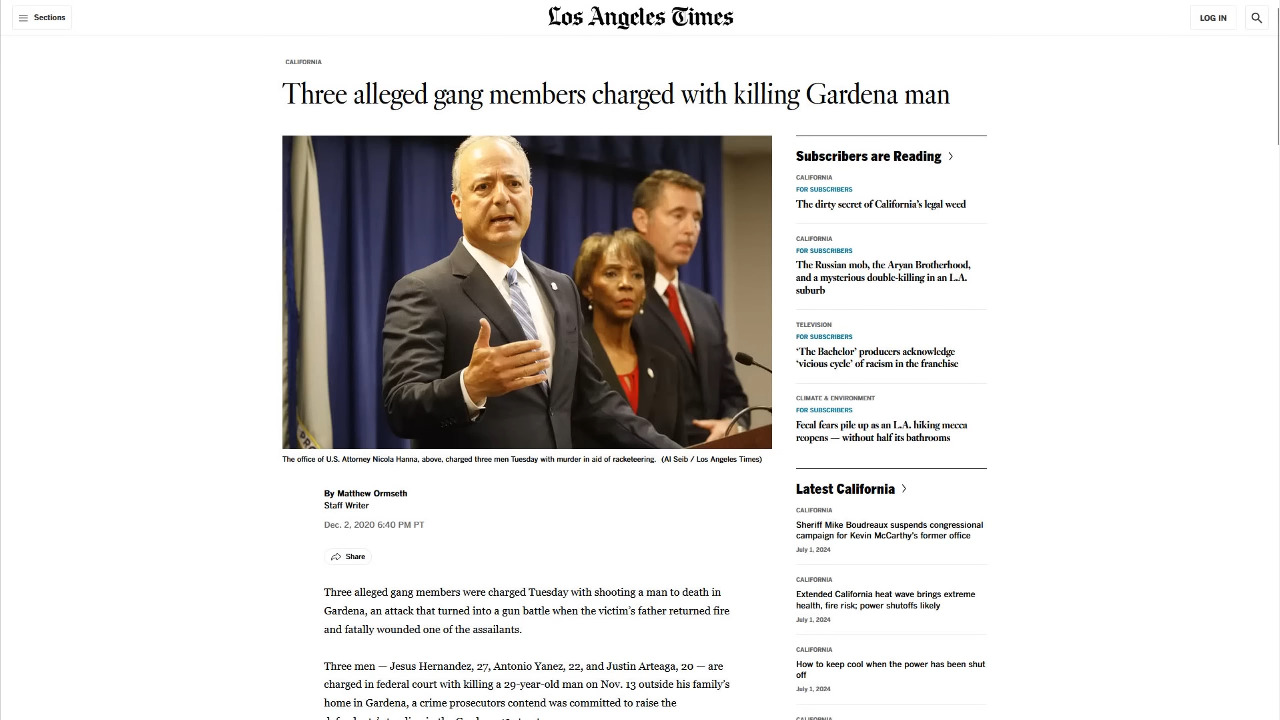 Sections
Los Angeles Times
LOG IN
CALIFORNIA
Three alleged gang members charged with killing Gardena man
The office of U.S. Attorney Nicola Hanna, above, charged three men Tuesday with murder in aid of racketeering. (Al Seib / Los Angeles Times)
By Matthew Ormseth
Staff Writer
Dec. 2, 2020 6:40 PM PT
Share
Three alleged gang members were charged Tuesday with shooting a man to death in
Gardena, an attack that turned into a gun battle when the victim's father returned fire
and fatally wounded one of the assailants.
Three men — Jesus Hernandez, 27, Antonio Yanez, 22, and Justin Arteaga, 20 — are
charged in federal court with killing a 29-year-old man on Nov. 13 outside his family's
home in Gardena, a crime prosecutors contend was committed to raise the
Subscribers are Reading
CALIFORNIA
FOR SUBSCRIBERS
The dirty secret of California's legal weed
CALIFORNIA
FOR SUBSCRIBERS
The Russian mob, the Aryan Brotherhood,
and a mysterious double-killing in an L.A.
suburb
TELEVISION
FOR SUBSCRIBERS
'The Bachelor' producers acknowledge
'vicious cycle' of racism in the franchise
CLIMATE & ENVIRONMENT
FOR SUBSCRIBERS
Fecal fears pile up as an L.A. hiking mecca
reopens — without half its bathrooms
Latest California
CALIFORNIA
Sheriff Mike Boudreaux suspends congressional
campaign for Kevin McCarthy's former office
July 1, 2024
CALIFORNIA
Extended California heat wave brings extreme
health, fire risk; power shutoffs likely
July 1, 2024
CALIFORNIA
How to keep cool when the power has been shut
off
July 1, 2024
CALIFORNIA